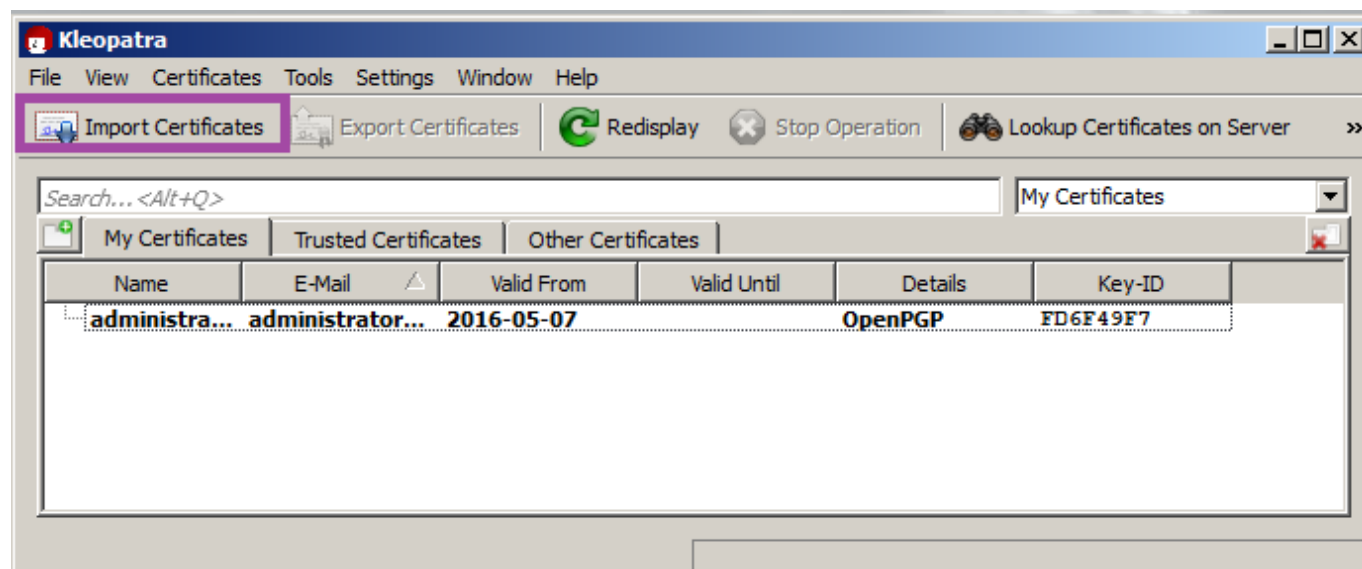 Kleopatra
File View Certificates Tools Settings Window Help
Import Certificates Export Certificates Redisplay Stop Operation Lookup Certificates on Server »
Search...<Alt+Q> My Certificates
My Certificates Trusted Certificates Other Certificates
Name E-Mail Valid From Valid Until Details Key-ID
administra... administrator... 2016-05-07 OpenPGP FD6F49F7